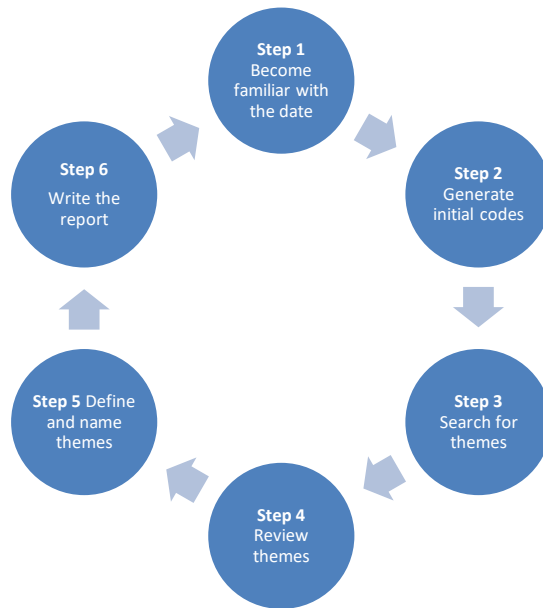 Step 1
Become
familiar with
the date
Step 2
Generate
initial codes
Step 3
Search for
themes
Step 4
Review
themes
Step 5 Define
and name
themes
Step 6
Write the
report